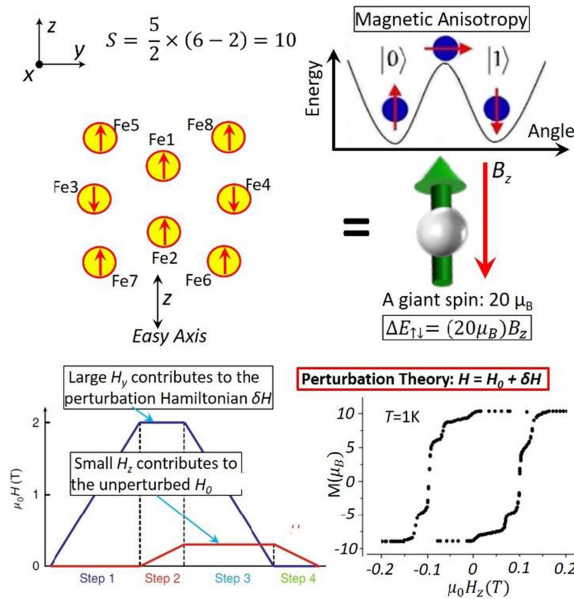 z
y
x
S = 5/2 × (6 − 2) = 10
Magnetic Anisotropy
|0⟩
|1⟩
Energy
Angle
Fe5
Fe1
Fe8
Fe3
Fe4
Fe2
Fe7
Fe6
z
Easy Axis
=
B_z
A giant spin: 20 μ_B
ΔE_↑↓= (20μ_B)B_z
Large H_y contributes to the
perturbation Hamiltonian δH
Small H_z contributes to
the unperturbed H_0
μ_0H (T)
2
1
0
Step 1
Step 2
Step 3
Step 4
Perturbation Theory: H = H_0 + δH
T=1K
M(μ_B)
10
5
0
-5
-10
-0.2
-0.1
0.0
0.1
0.2
μ_0H_z(T)